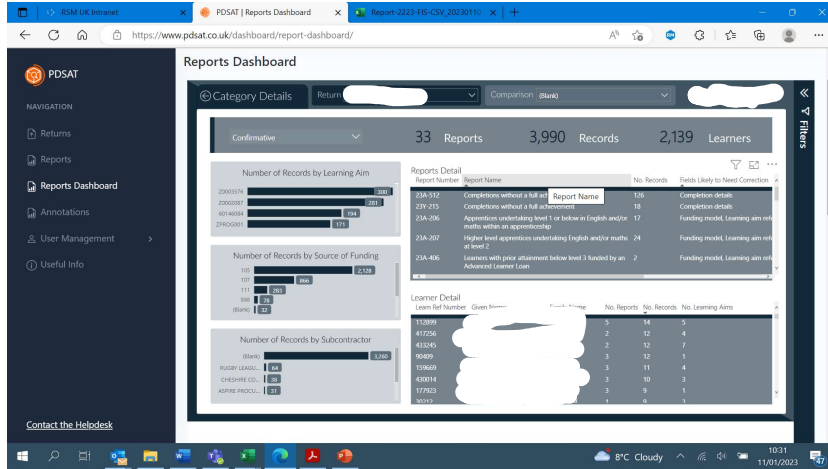 RSM UK Intranet
PDSAT | Reports Dashboard
Report-2223-FIS-CSV_20230110
https://www.pdsat.co.uk/dashboard/report-dashboard/
PDSAT
NAVIGATION
Returns
Reports
Reports Dashboard
Annotations
User Management
Useful Info
Contact the Helpdesk
Reports Dashboard
Category Details
Return
Comparison (Blank)
Filters
Confirmative
33 Reports
3,990 Records
2,139 Learners
Number of Records by Learning Aim
Z0003576 300
Z0002087 281
60146084 194
ZPROG001 171
Number of Records by Source of Funding
105 2,128
107 866
111 283
998 78
(Blank) 32
Number of Records by Subcontractor
(Blank) 3,260
RUGBY LEAGU... 64
CHESHIRE CO... 38
ASPIRE PROCU... 31
Reports Detail
Report Number Report Name No. Records Fields Likely to Need Correction
23A-512 Completions without a full ach 126 Completion details
Report Name
23Y-215 Completions without a full achievement 18 Completion details
23A-206 Apprentices undertaking level 1 or below in English and/or 17 Funding model, Learning aim refe
maths within an apprenticeship
23A-207 Higher level apprentices undertaking English and/or maths 24 Funding model, Learning aim refe
at level 2
23A-406 Learners with prior attainment below level 3 funded by an 2 Funding model, Learning aim refe
Advanced Learner Loan
Learner Detail
Learn Ref Number Given Name Family Name No. Reports No. Records No. Learning Aims
112899 5 14 5
417256 2 12 4
433245 2 12 7
90409 3 12 1
159669 3 11 4
430014 3 10 3
177923 3 9 1
30212 1 9 3
8°C Cloudy
10:31
11/01/2023
47